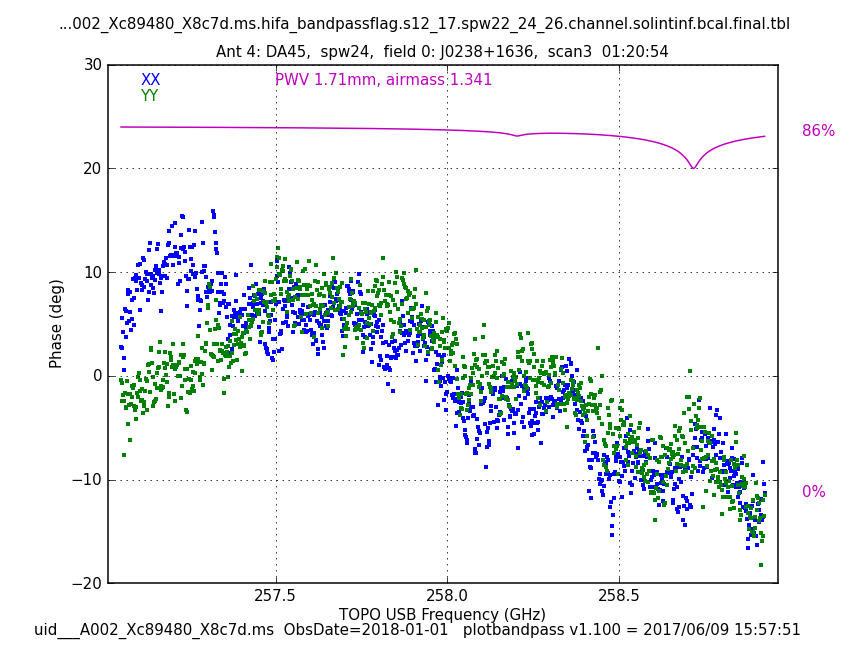 ...002_Xc89480_X8c7d.ms.hifa_bandpassflag.s12_17.spw22_24_26.channel.solintinf.bcal.final.tbl
Ant 4: DA45,  spw24,  field 0: J0238+1636,  scan3  01:20:54
30
XX
PWV 1.71mm, airmass 1.341
YY
86%
20
10
Phase (deg)
0
−10
0%
−20
257.5
258.0
258.5
TOPO USB Frequency (GHz)
uid___A002_Xc89480_X8c7d.ms  ObsDate=2018-01-01   plotbandpass v1.100 = 2017/06/09 15:57:51